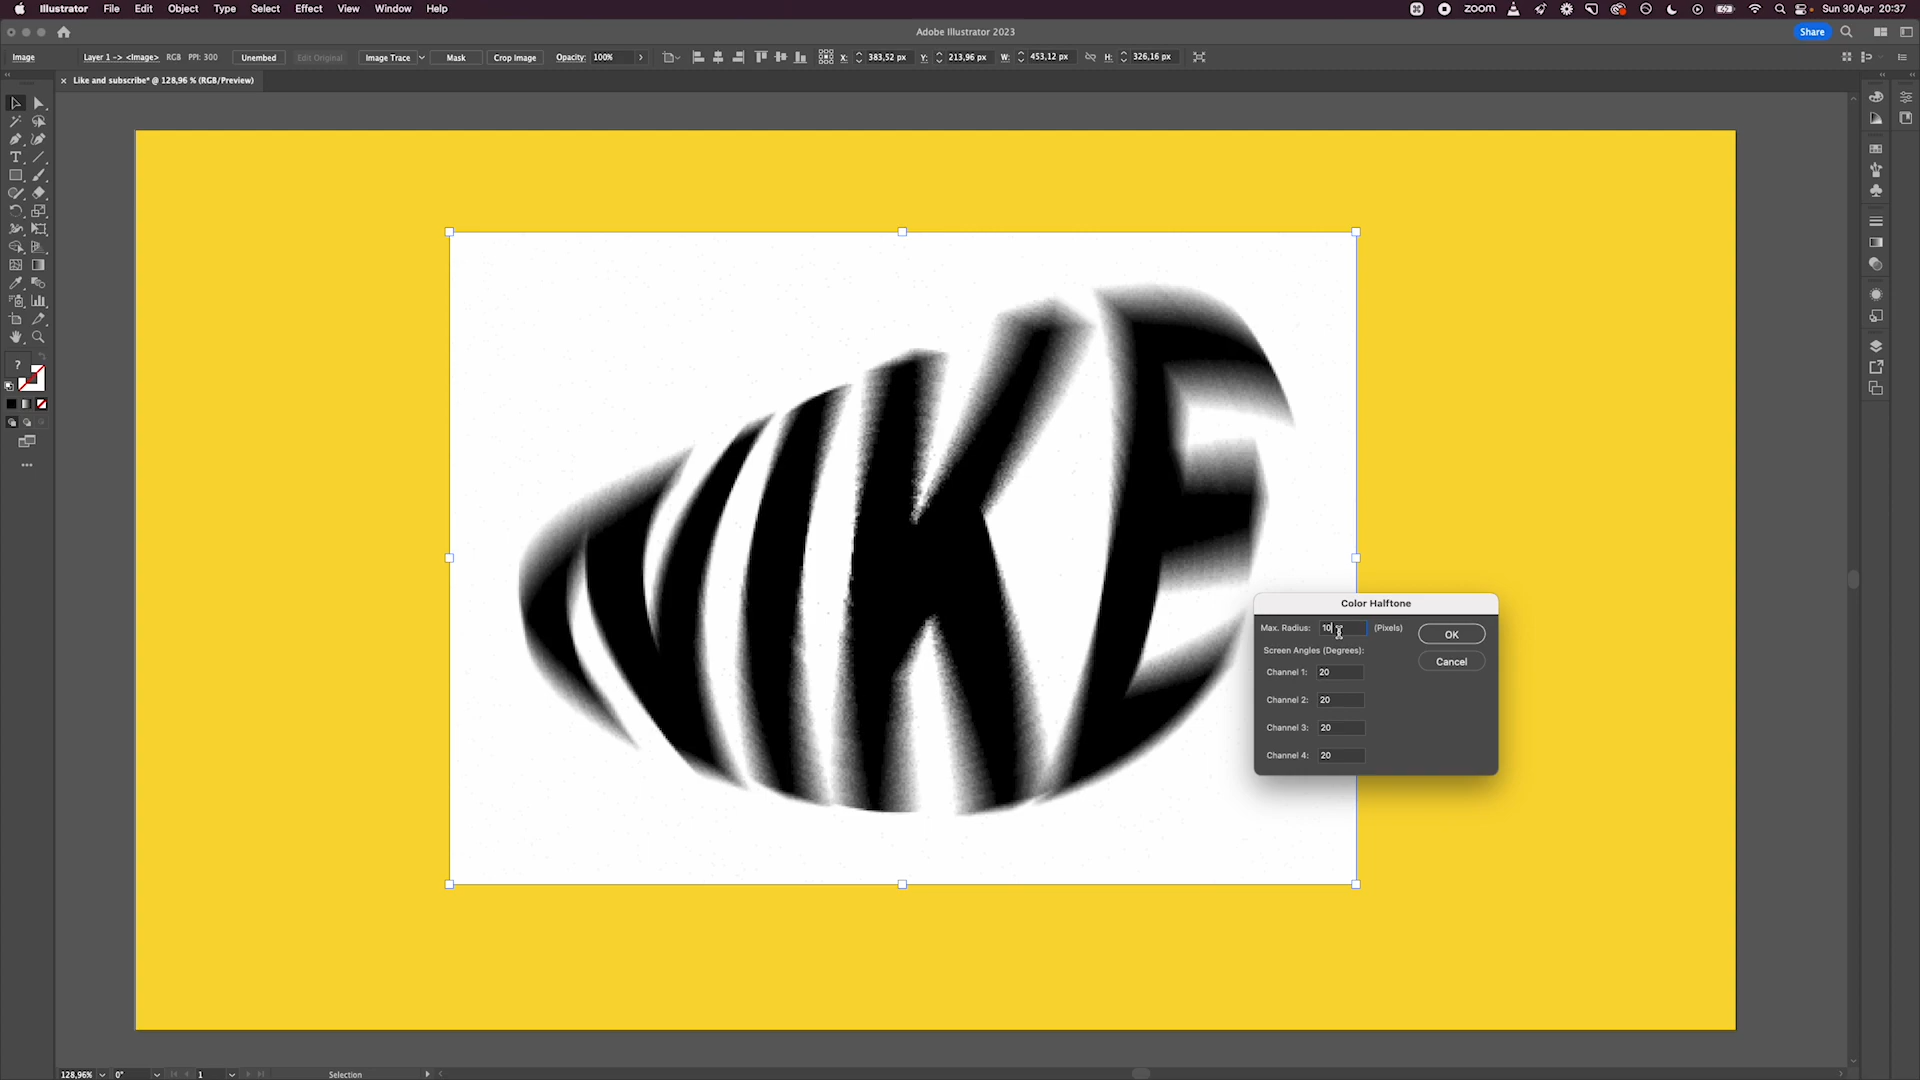 Illustrator File Edit Object Type Select Effect View Window Help
zoom Sun 30 Apr 20:37
Adobe Illustrator 2023
Share
Image Layer 1 -> <Image> RGB PPI: 300 Unembed Edit Original Image Trace Mask Crop Image Opacity: 100% X: 383,52 px Y: 213,96 px W: 453,12 px H: 326,16 px
× Like and subscribe* @ 128,96 % (RGB/Preview)
NIKE
Color Halftone
Max. Radius: 10 (Pixels)
OK
Screen Angles (Degrees):
Cancel
Channel 1: 20
Channel 2: 20
Channel 3: 20
Channel 4: 20
?
128,96% 0° 1 Selection